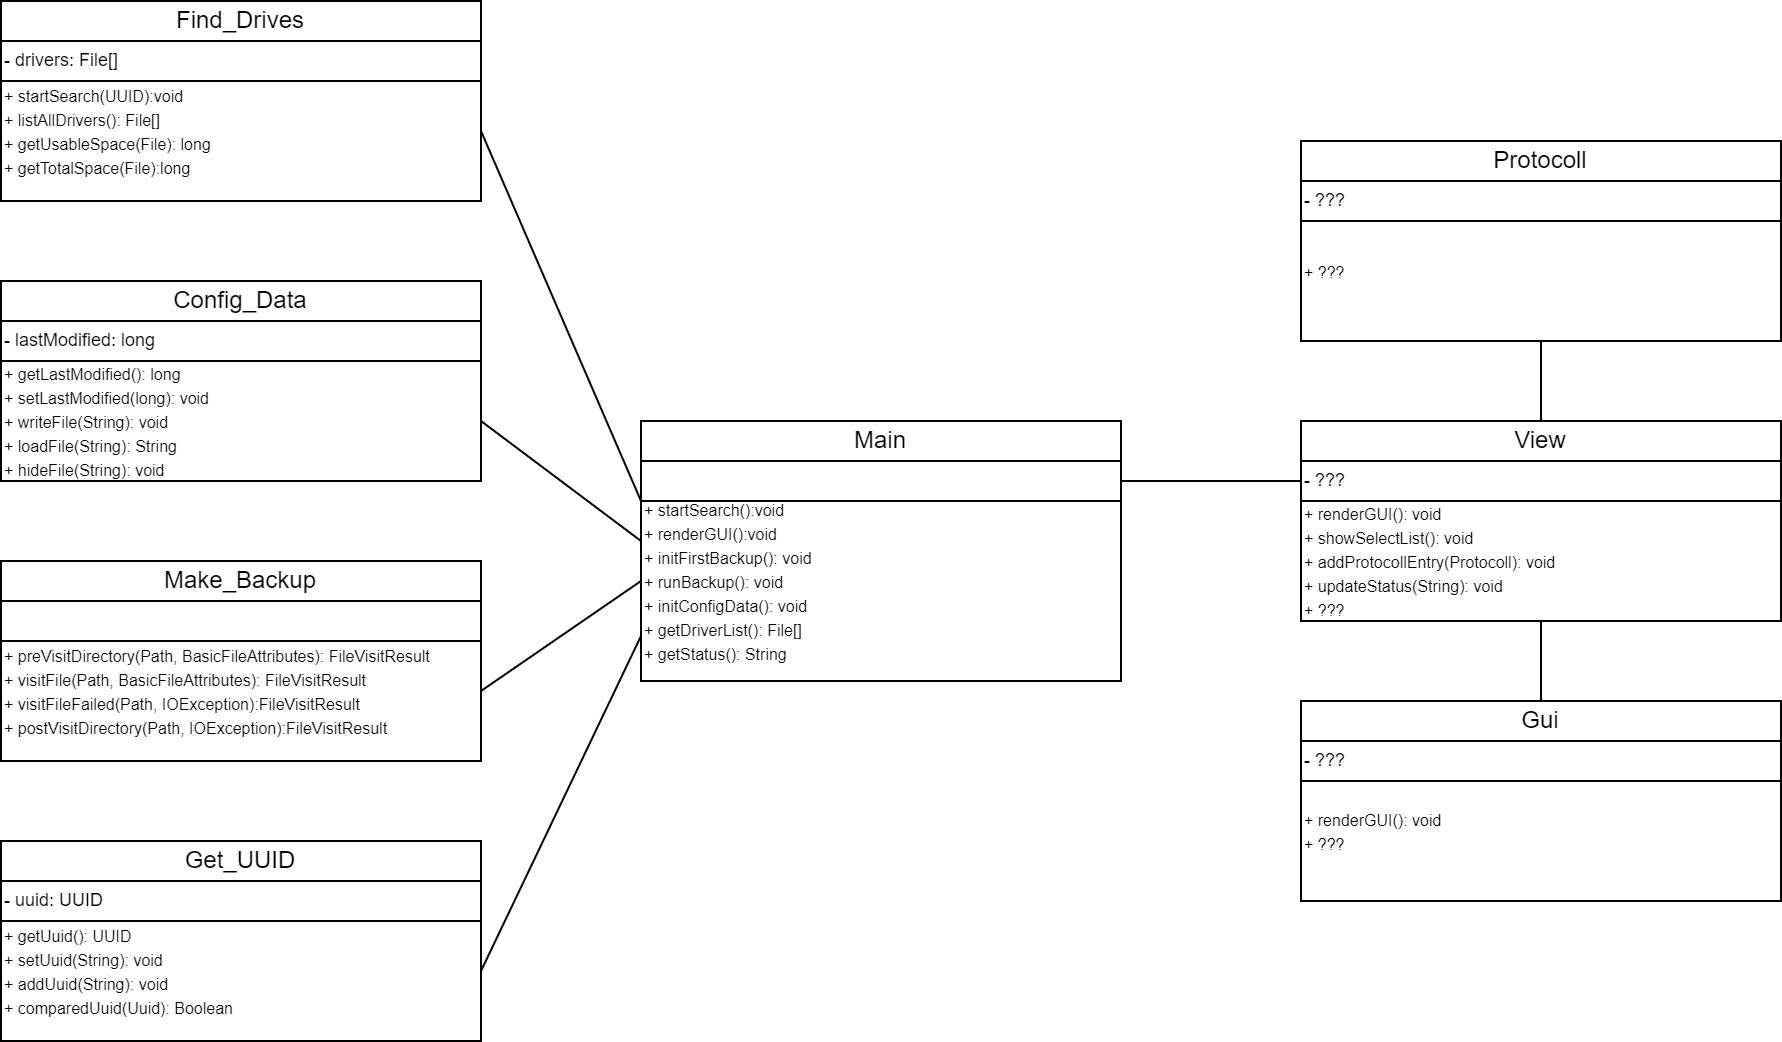 Find_Drives
- drivers: File[]
+ startSearch(UUID):void
+ listAllDrivers(): File[]
+ getUsableSpace(File): long
+ getTotalSpace(File):long
Config_Data
- lastModified: long
+ getLastModified(): long
+ setLastModified(long): void
+ writeFile(String): void
+ loadFile(String): String
+ hideFile(String): void
Make_Backup
+ preVisitDirectory(Path, BasicFileAttributes): FileVisitResult
+ visitFile(Path, BasicFileAttributes): FileVisitResult
+ visitFileFailed(Path, IOException):FileVisitResult
+ postVisitDirectory(Path, IOException):FileVisitResult
Get_UUID
- uuid: UUID
+ getUuid(): UUID
+ setUuid(String): void
+ addUuid(String): void
+ comparedUuid(Uuid): Boolean
Main
+ startSearch():void
+ renderGUI():void
+ initFirstBackup(): void
+ runBackup(): void
+ initConfigData(): void
+ getDriverList(): File[]
+ getStatus(): String
Protocoll
- ???
+ ???
View
- ???
+ renderGUI(): void
+ showSelectList(): void
+ addProtocollEntry(Protocoll): void
+ updateStatus(String): void
+ ???
Gui
- ???
+ renderGUI(): void
+ ???